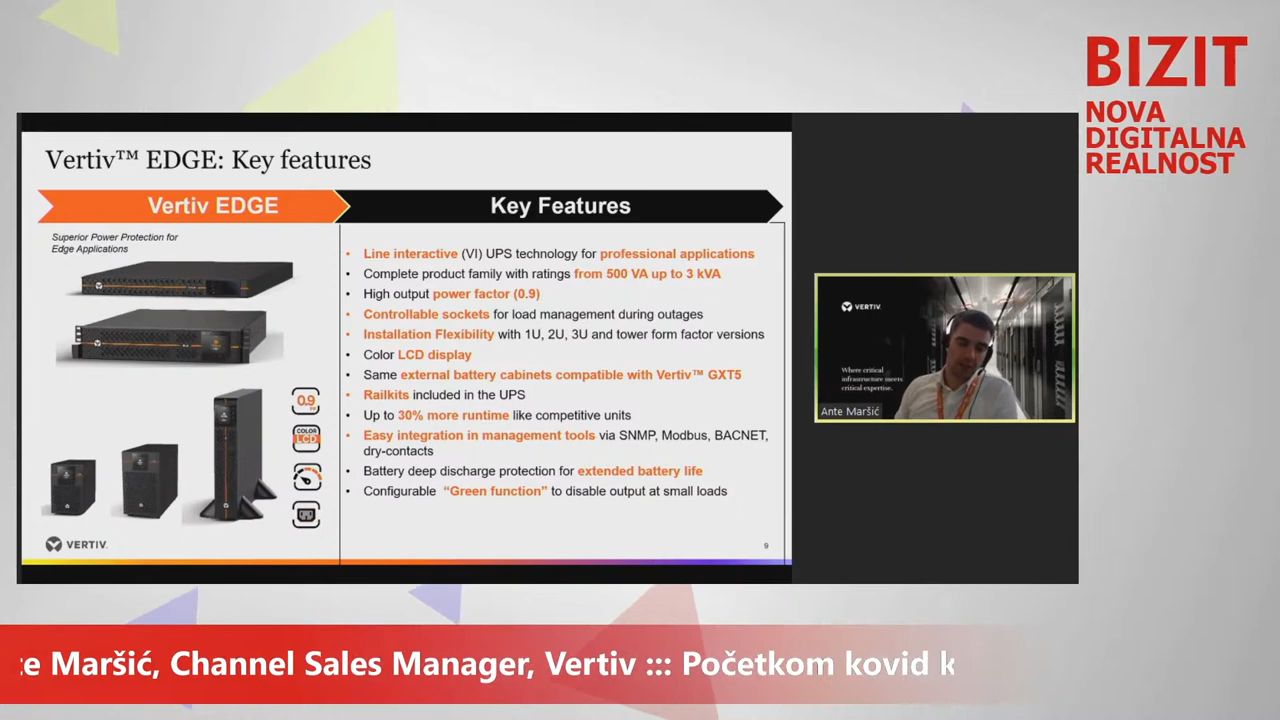 BIZIT
NOVA
DIGITALNA
REALNOST
Vertiv™ EDGE: Key features
Vertiv EDGE
Key Features
Superior Power Protection for
Edge Applications
• Line interactive (VI) UPS technology for professional applications
• Complete product family with ratings from 500 VA up to 3 kVA
• High output power factor (0.9)
• Controllable sockets for load management during outages
• Installation Flexibility with 1U, 2U, 3U and tower form factor versions
• Color LCD display
• Same external battery cabinets compatible with Vertiv™ GXT5
• Railkits included in the UPS
• Up to 30% more runtime like competitive units
• Easy integration in management tools via SNMP, Modbus, BACNET,
dry-contacts
• Battery deep discharge protection for extended battery life
• Configurable “Green function” to disable output at small loads
0.9
COLOR
LCD
VERTIV.
9
VERTIV
Where critical
infrastructure meets
critical expertise.
Ante Maršić
te Maršić, Channel Sales Manager, Vertiv ::: Početkom kovid k